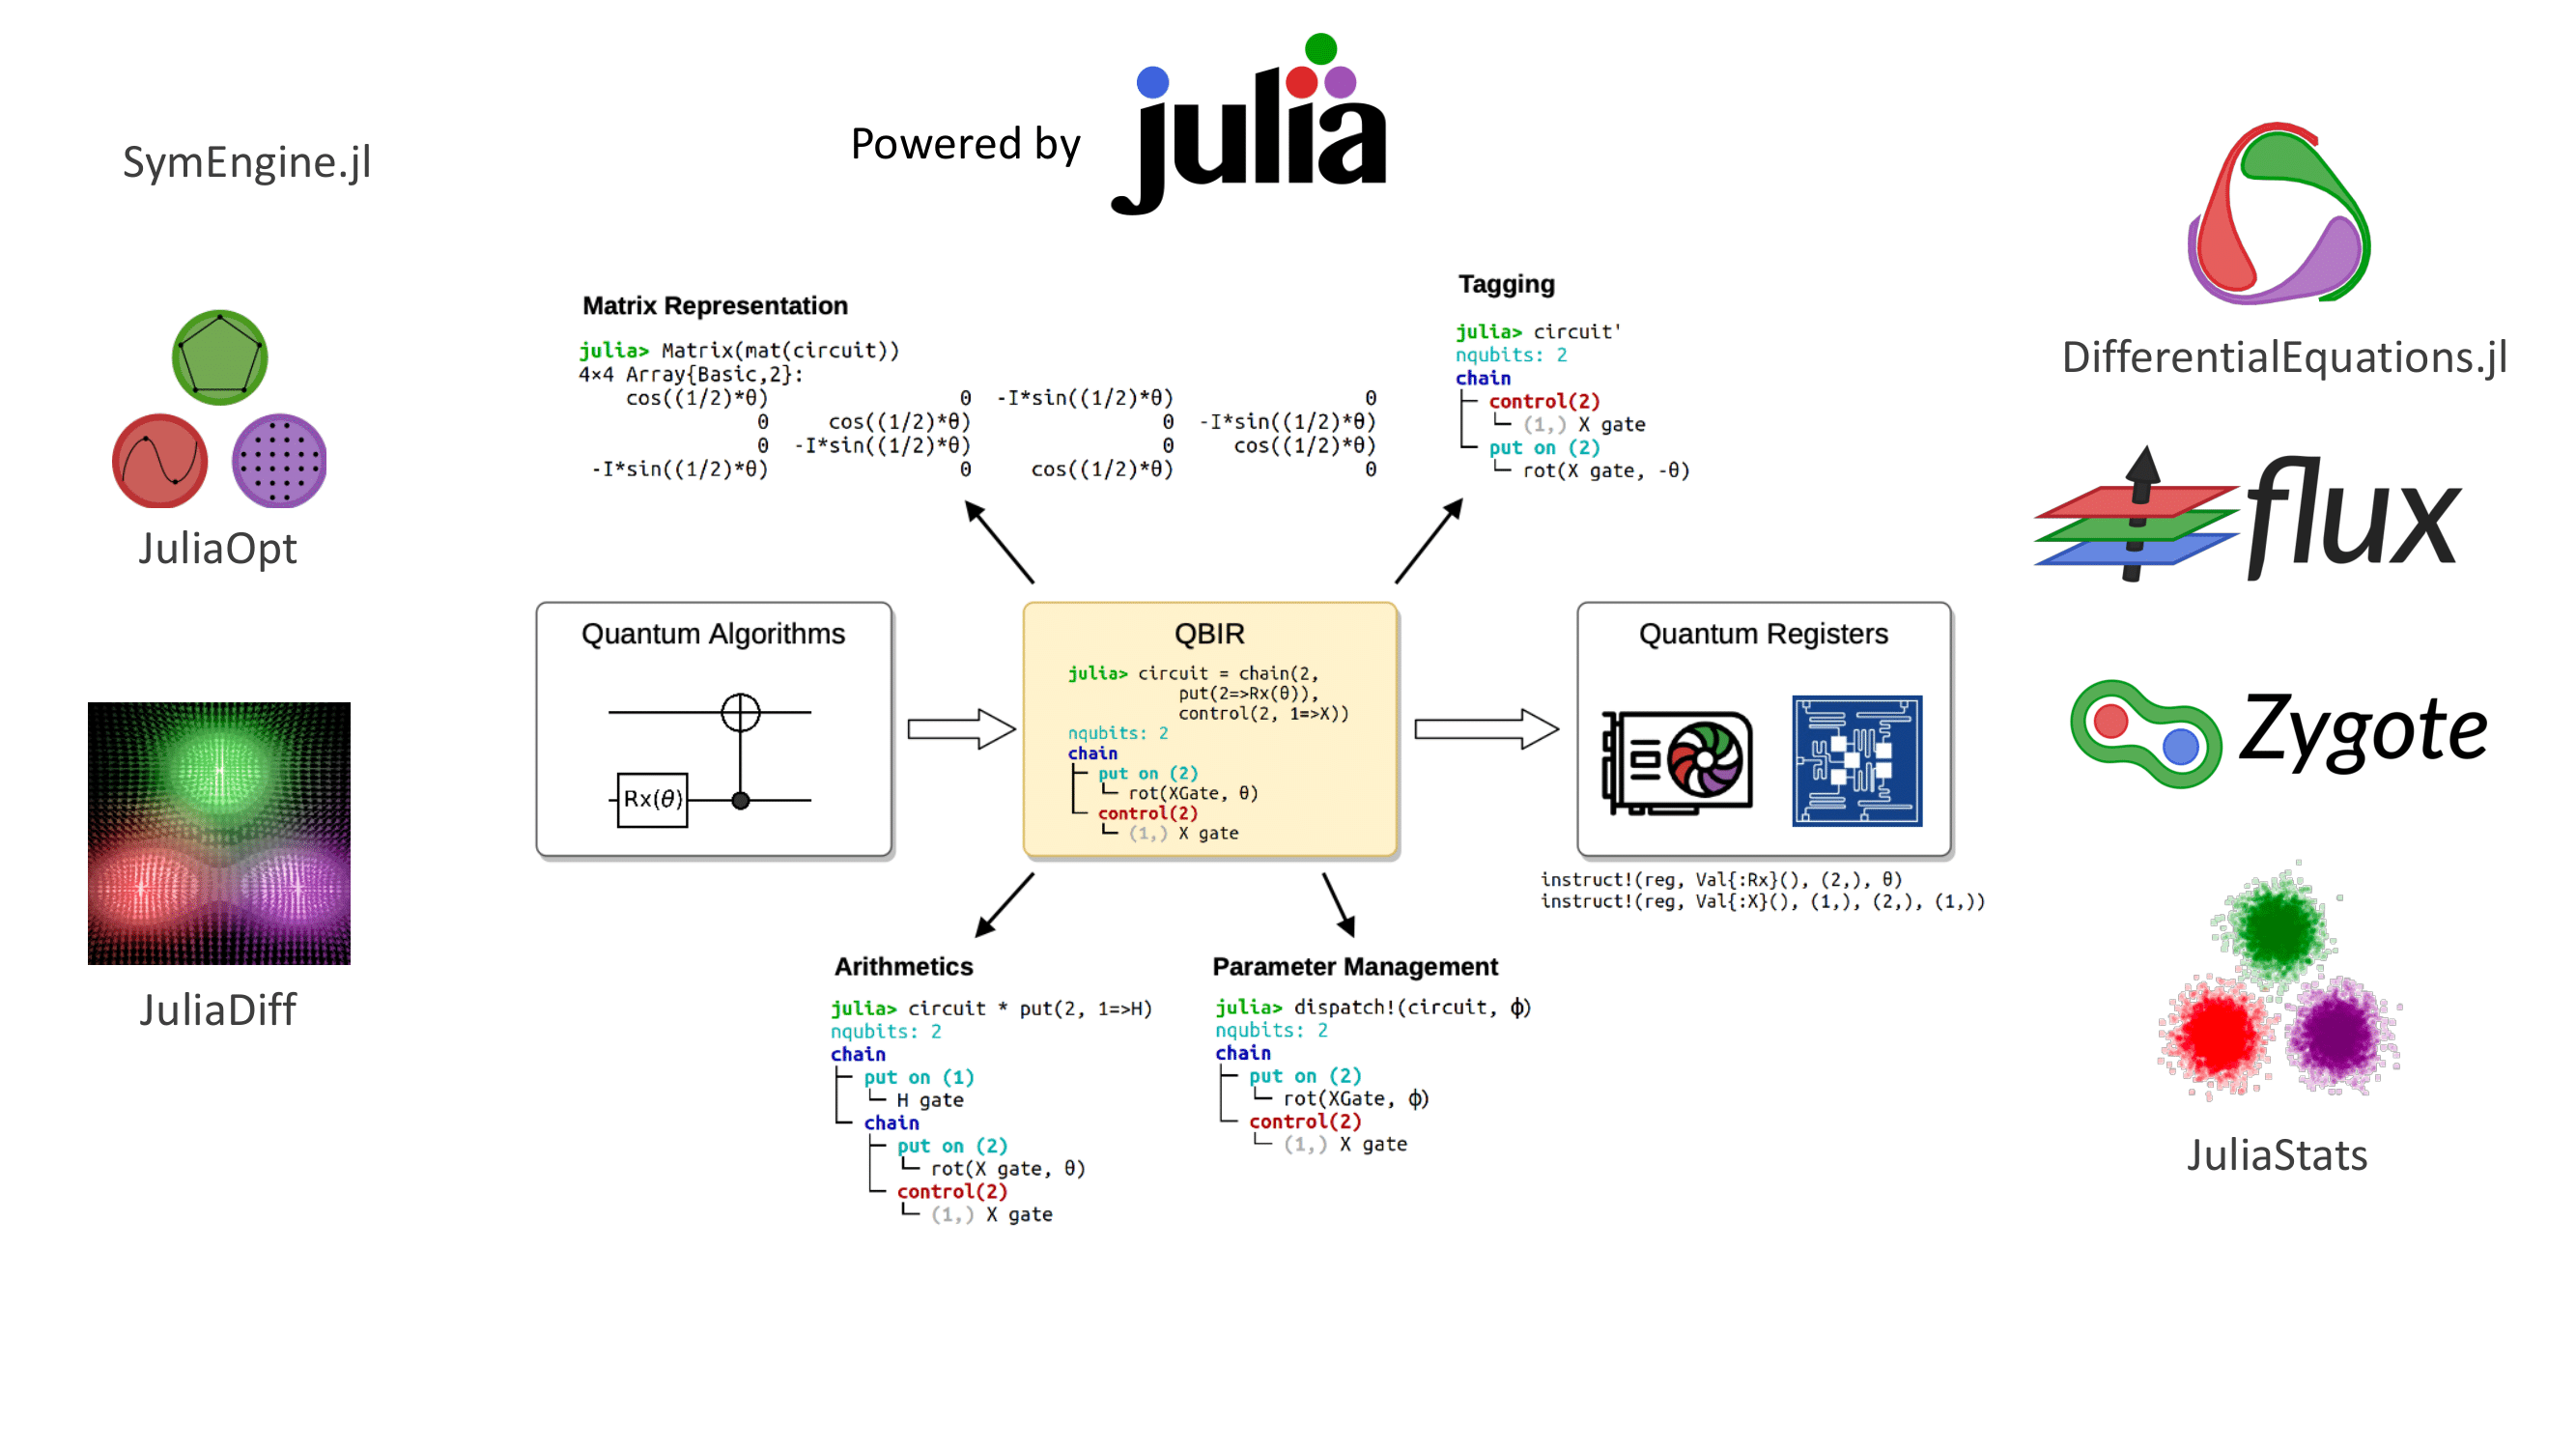 Powered by julia
SymEngine.jl
JuliaOpt
JuliaDiff
Matrix Representation
julia> Matrix(mat(circuit))
4×4 Array{Basic,2}:
cos((1/2)*θ) 0 -I*sin((1/2)*θ) 0
0 cos((1/2)*θ) 0 -I*sin((1/2)*θ)
0 -I*sin((1/2)*θ) 0 cos((1/2)*θ)
-I*sin((1/2)*θ) 0 cos((1/2)*θ) 0
Tagging
julia> circuit'
nqubits: 2
chain
├─ control(2)
│ └─ (1,) X gate
└─ put on (2)
└─ rot(X gate, -θ)
Quantum Algorithms
Rx(θ)
QBIR
julia> circuit = chain(2,
put(2=>Rx(θ)),
control(2, 1=>X))
nqubits: 2
chain
├─ put on (2)
│ └─ rot(XGate, θ)
└─ control(2)
└─ (1,) X gate
Quantum Registers
instruct!(reg, Val{:Rx}(), (2,), θ)
instruct!(reg, Val{:X}(), (1,), (2,), (1,))
Arithmetics
julia> circuit * put(2, 1=>H)
nqubits: 2
chain
├─ put on (1)
│ └─ H gate
└─ chain
├─ put on (2)
│ └─ rot(X gate, θ)
└─ control(2)
└─ (1,) X gate
Parameter Management
julia> dispatch!(circuit, ϕ)
nqubits: 2
chain
├─ put on (2)
│ └─ rot(XGate, ϕ)
└─ control(2)
└─ (1,) X gate
DifferentialEquations.jl
flux
Zygote
JuliaStats